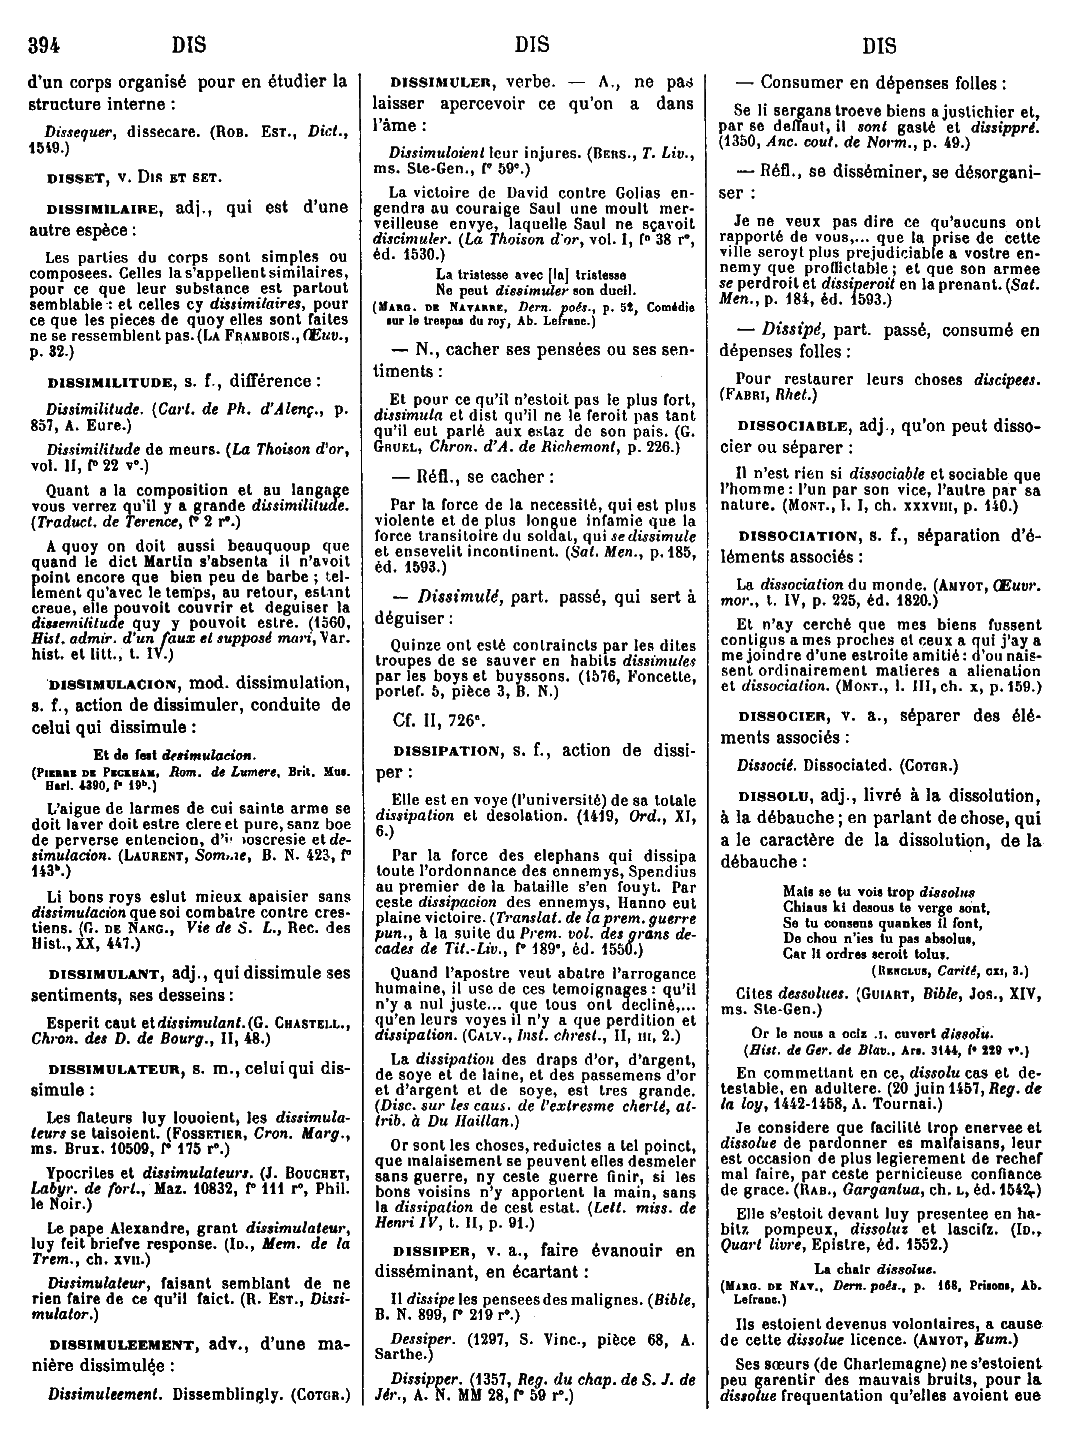 394 DIS DIS DIS
d'un corps organisé pour en étudier la
structure interne :
Dissequer, dissecare. (Rob. Est., Dict.,
1549.)
DISSET, v. Dis et set.
DISSIMILAIRE, adj., qui est d'une
autre espèce :
Les parties du corps sont simples ou
composees. Celles la s'appellent similaires,
pour ce que leur substance est partout
semblable : et celles cy dissimilaires, pour
ce que les pieces de quoy elles sont faites
ne se ressemblent pas. (La Frambois., Œuv.,
p. 32.)
DISSIMILITUDE, s. f., différence :
Dissimilitude. (Cart. de Ph. d'Alenç., p.
857, A. Eure.)
Dissimilitude de meurs. (La Thoison d'or,
vol. II, f° 22 v°.)
Quant a la composition et au langage
vous verrez qu'il y a grande dissimilitude.
(Traduct. de Terence, f° 2 r°.)
A quoy on doit aussi beauquoup que
quand le dict Martin s'absenta il n'avoit
point encore que bien peu de barbe ; tel-
lement qu'avec le temps, au retour, estant
creue, elle pouvoit couvrir et deguiser la
dissemilitude quy y pouvoit estre. (1560,
Hist. admir. d'un faux et supposé mari, Var.
hist. et litt., t. IV.)
DISSIMULACION, mod. dissimulation,
s. f., action de dissimuler, conduite de
celui qui dissimule :
Et de fest desimulacion.
(Pierre de Peckham, Rom. de Lumere, Brit. Mus.
Harl. 4390, f° 19ᵇ.)
L'aigue de larmes de cui sainte arme se
doit laver doit estre clere et pure, sanz boe
de perverse entencion, et de-
simulacion. (Laurent, Somme, B. N. 423, f°
143ᵇ.)
Li bons roys eslut mieux apaisier sans
dissimulacion que soi combatre contre cres-
tiens. (G. de Nang., Vie de S. L., Rec. des
Hist., XX, 447.)
DISSIMULANT, adj., qui dissimule ses
sentiments, ses desseins :
Esperit caut et dissimulant. (G. Chastell.,
Chron. des D. de Bourg., II, 48.)
DISSIMULATEUR, s. m., celui qui dis-
simule :
Les flateurs luy louoient, les dissimula-
teurs se taisoient. (Fossetier, Cron. Marg.,
ms. Brux. 10509, f° 175 r°.)
Ypocrites et dissimulateurs. (J. Bouchet,
Labyr. de fort., Maz. 10832, f° 111 r°, Phil.
le Noir.)
Le pape Alexandre, grant dissimulateur,
luy feit briefve response. (Id., Mem. de la
Trem., ch. xvii.)
Dissimulateur, faisant semblant de ne
rien faire de ce qu'il faict. (R. Est., Dissi-
mulator.)
DISSIMULEEMENT, adv., d'une ma-
nière dissimulée :
Dissimuleement. Dissemblingly. (Cotgr.)
DISSIMULER, verbe. — A., ne pas
laisser apercevoir ce qu'on a dans
l'âme :
Dissimuloient leur injures. (Bers., T. Liv.,
ms. Ste-Gen., f° 59ᶜ.)
La victoire de David contre Golias en-
gendra au couraige Saul une moult mer-
veilleuse envye, laquelle Saul ne sçavoit
discimuler. (La Thoison d'or, vol. I, f° 38 r°,
éd. 1530.)
La tristesse avec [la] tristesse
Ne peut dissimuler son dueil.
(Marg. de Navarre, Dern. poés., p. 52, Comédie
sur le trespas du roy, Ab. Lefranc.)
— N., cacher ses pensées ou ses sen-
timents :
Et pour ce qu'il n'estoit pas le plus fort,
dissimula et dist qu'il ne le feroit pas tant
qu'il eut parlé aux estaz de son pais. (G.
Gruel, Chron. d'A. de Richemont, p. 226.)
— Réfl., se cacher :
Par la force de la necessité, qui est plus
violente et de plus longue infamie que la
force transitoire du soldat, qui se dissimule
et ensevelit incontinent. (Sat. Men., p. 185,
éd. 1593.)
— Dissimulé, part. passé, qui sert à
déguiser :
Quinze ont esté contraincts par les dites
troupes de se sauver en habits dissimules
par les boys et buyssons. (1576, Foncette,
portef. 5, pièce 3, B. N.)
Cf. II, 726ᵃ.
DISSIPATION, s. f., action de dissi-
per :
Elle est en voye (l'université) de sa totale
dissipation et desolation. (1419, Ord., XI,
6.)
Par la force des elephans qui dissipa
toute l'ordonnance des ennemys, Spendius
au premier de la bataille s'en fouyt. Par
ceste dissipacion des ennemys, Hanno eut
plaine victoire. (Translat. de la prem. guerre
pun., à la suite du Prem. vol. des grans de-
cades de Tit.-Liv., f° 189ᵃ, éd. 1550.)
Quand l'apostre veut abatre l'arrogance
humaine, il use de ces temoignages : qu'il
n'y a nul juste... que tous ont decliné,...
qu'en leurs voyes il n'y a que perdition et
dissipation. (Calv., Inst. chrest., II, iii, 2.)
La dissipation des draps d'or, d'argent,
de soye et de laine, et des passemens d'or
et d'argent et de soye, est tres grande.
(Disc. sur les caus. de l'extresme cherté, at-
trib. à Du Haillan.)
Or sont les choses, reduictes a tel poinct,
que malaisement se peuvent elles desmeler
sans guerre, ny ceste guerre finir, si les
bons voisins n'y apportent la main, sans
la dissipation de cest estat. (Lett. miss. de
Henri IV, t. II, p. 91.)
DISSIPER, v. a., faire évanouir en
disséminant, en écartant :
Il dissipe les pensees des malignes. (Bible,
B. N. 899, f° 219 r°.)
Dessiper. (1297, S. Vinc., pièce 68, A.
Sarthe.)
Dissipper. (1357, Reg. du chap. de S. J. de
Jér., A. N. MM 28, f° 59 r°.)
— Consumer en dépenses folles :
Se li sergans troeve biens a justichier et,
par se deffaut, il sont gasté et dissippré.
(1350, Anc. cout. de Norm., p. 49.)
— Réfl., se disséminer, se désorgani-
ser :
Je ne veux pas dire ce qu'aucuns ont
rapporté de vous,... que la prise de cette
ville seroyt plus prejudiciable a vostre en-
nemy que proffictable ; et que son armee
se perdroit et dissiperoit en la prenant. (Sat.
Men., p. 184, éd. 1593.)
— Dissipé, part. passé, consumé en
dépenses folles :
Pour restaurer leurs choses discipees.
(Fabri, Rhet.)
DISSOCIABLE, adj., qu'on peut disso-
cier ou séparer :
Il n'est rien si dissociable et sociable que
l'homme : l'un par son vice, l'autre par sa
nature. (Mont., l. I, ch. xxxviii, p. 140.)
DISSOCIATION, s. f., séparation d'é-
léments associés :
La dissociation du monde. (Amyot, Œuvr.
mor., t. IV, p. 225, éd. 1820.)
Et n'ay cerché que mes biens fussent
contigus a mes proches et ceux a qui j'ay a
me joindre d'une estroite amitié : d'ou nais-
sent ordinairement matieres a alienation
et dissociation. (Mont., l. III, ch. x, p. 159.)
DISSOCIER, v. a., séparer des élé-
ments associés :
Dissocié. Dissociated. (Cotgr.)
DISSOLU, adj., livré à la dissolution,
à la débauche ; en parlant de chose, qui
a le caractère de la dissolution, de la
débauche :
Mais se tu vois trop dissolus
Chiaus ki desous te verge sont,
Se tu consens quankes il font,
De chou n'ies tu pas absolus,
Car li ordres seroit tolus.
(Renclus, Carité, cxi, 3.)
Cites dessolues. (Guiart, Bible, Jos., XIV,
ms. Ste-Gen.)
Or le nous a ociz .i. cuvert dissolu.
(Hist. de Ger. de Blav., Ars. 3144, f° 229 v°.)
En commettant en ce, dissolu cas et de-
testable, en adultere. (20 juin 1457, Reg. de
la loy, 1442-1458, A. Tournai.)
Je considere que facilité trop enervee et
dissolue de pardonner es malfaisans, leur
est occasion de plus legierement de rechef
mal faire, par ceste pernicieuse confiance
de grace. (Rab., Gargantua, ch. l, éd. 1542.)
Elle s'estoit devant luy presentee en ha-
bitz pompeux, dissoluz et lascifz. (Id.,
Quart livre, Epistre, éd. 1552.)
La chair dissolue.
(Marg. de Nav., Dern. poés., p. 168, Prisons, Ab.
Lefranc.)
Ils estoient devenus volontaires, a cause
de cette dissolue licence. (Amyot, Eum.)
Ses sœurs (de Charlemagne) ne s'estoient
peu garentir des mauvais bruits, pour la
dissolue frequentation qu'elles avoient eue